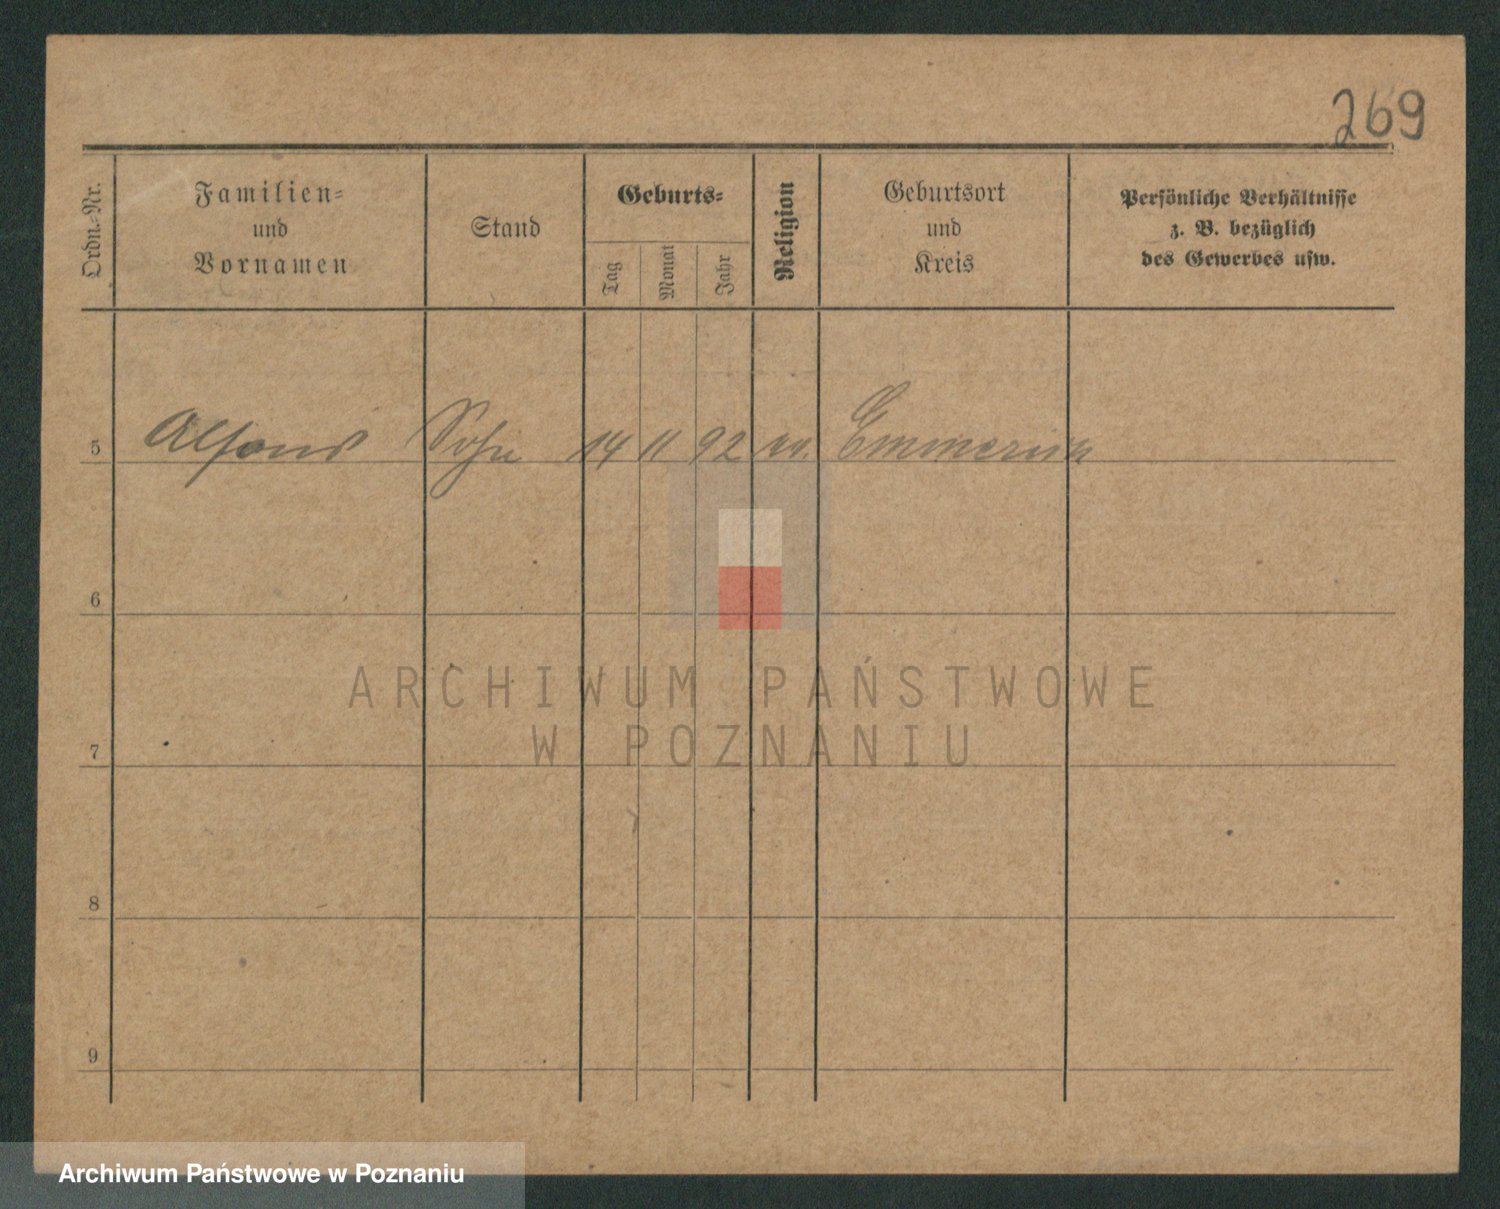 269
Ordn.-Nr.
Familien-
und
Vornamen
Stand
Geburts-
Tag
Monat
Jahr
Religion
Geburtsort
und
Kreis
Persönliche Verhältnisse
z. B. bezüglich
des Gewerbes usw.
5 Alfons Sohn 14 11 92 Emmerich
6
7
8
9
ARCHIWUM PAŃSTWOWE
W POZNANIU
Archiwum Państwowe w Poznaniu